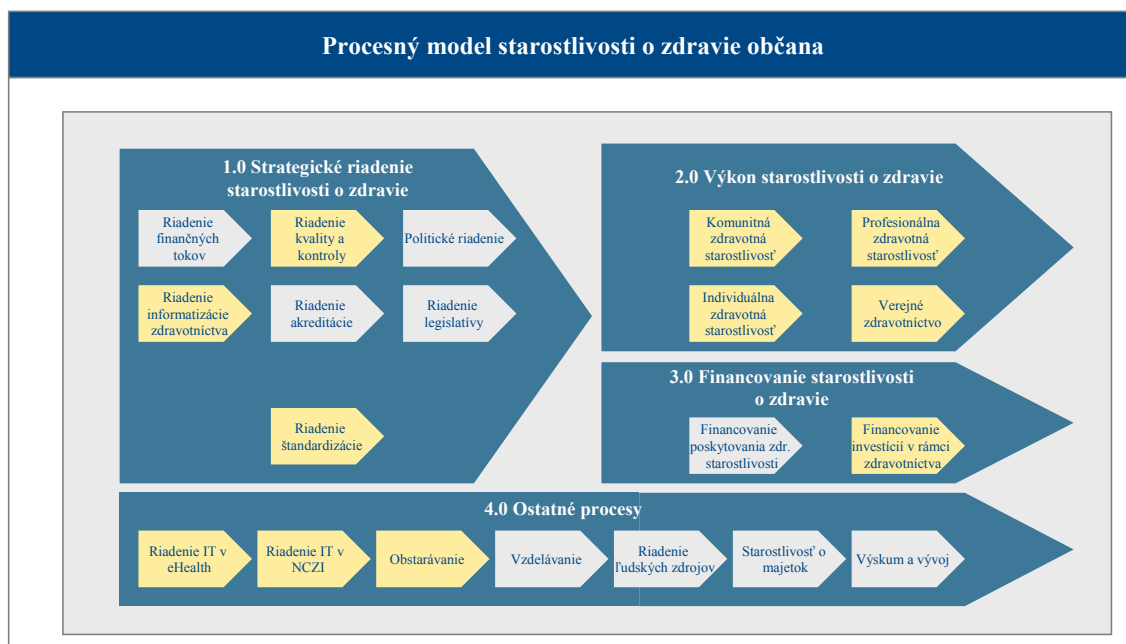 Procesný model starostlivosti o zdravie občana
1.0 Strategické riadenie
starostlivosti o zdravie
Riadenie
finančných
tokov
Riadenie
kvality a
kontroly
Politické riadenie
Riadenie
informatizácie
zdravotníctva
Riadenie
akreditácie
Riadenie
legislatívy
Riadenie
štandardizácie
2.0 Výkon starostlivosti o zdravie
Komunitná
zdravotná
starostlivosť
Profesionálna
zdravotná
starostlivosť
Individuálna
zdravotná
starostlivosť
Verejné
zdravotníctvo
3.0 Financovanie starostlivosti
o zdravie
Financovanie
poskytovania zdr.
starostlivosti
Financovanie
investícií v rámci
zdravotníctva
4.0 Ostatné procesy
Riadenie IT v
eHealth
Riadenie IT v
NCZI
Obstarávanie
Vzdelávanie
Riadenie
ľudských zdrojov
Starostlivosť o
majetok
Výskum a vývoj